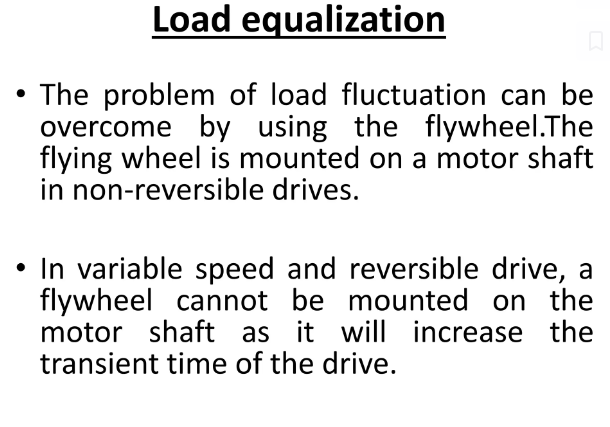 Load equalization
• The problem of load fluctuation can be
overcome by using the flywheel.The
flying wheel is mounted on a motor shaft
in non-reversible drives.
• In variable speed and reversible drive, a
flywheel cannot be mounted on the
motor shaft as it will increase the
transient time of the drive.